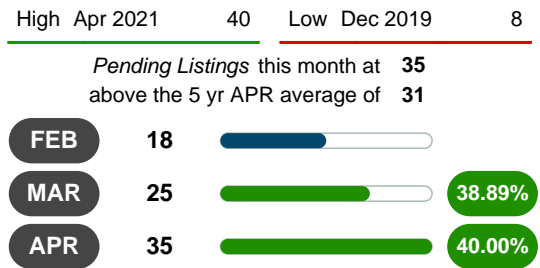 High Apr 2021 40 Low Dec 2019 8
Pending Listings this month at 35
above the 5 yr APR average of 31
FEB 18
MAR 25 38.89%
APR 35 40.00%